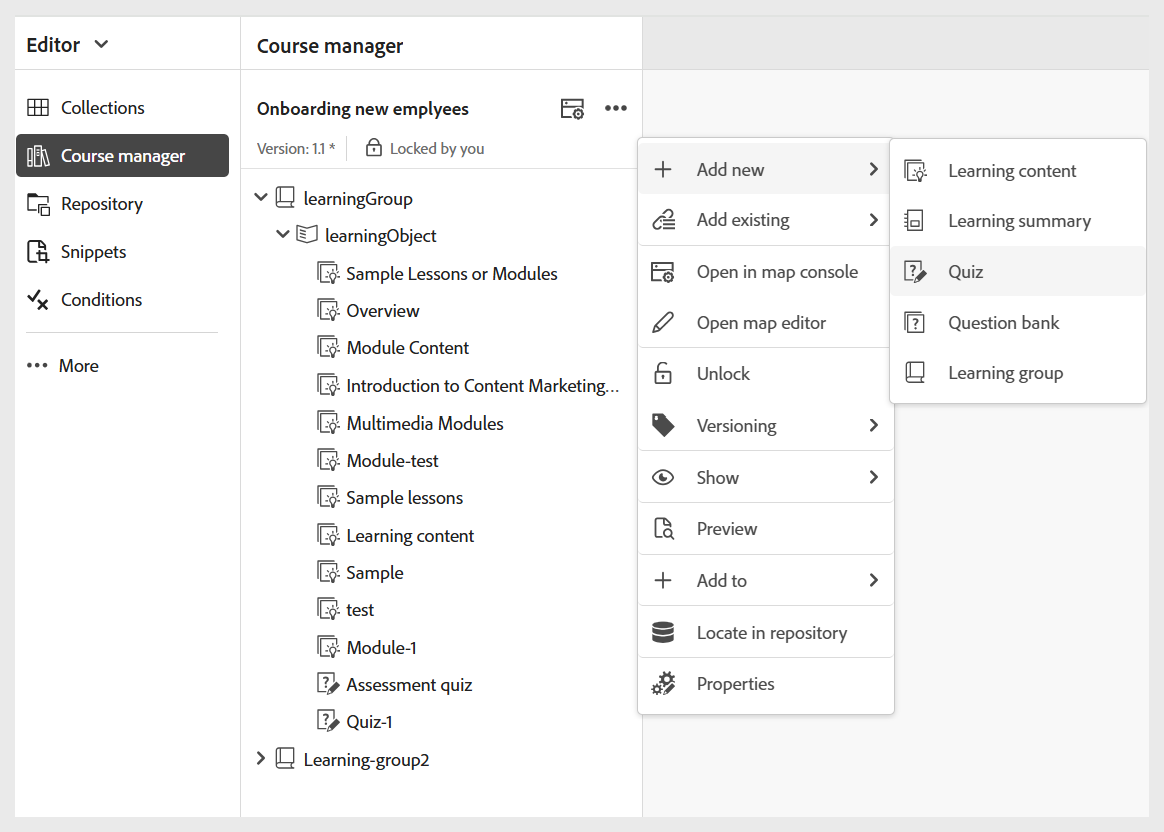 Editor
Collections
Course manager
Repository
Snippets
Conditions
More
Course manager
Onboarding new emplyees
Version: 1.1 *
Locked by you
learningGroup
learningObject
Sample Lessons or Modules
Overview
Module Content
Introduction to Content Marketing...
Multimedia Modules
Module-test
Sample lessons
Learning content
Sample
test
Module-1
Assessment quiz
Quiz-1
Learning-group2
Add new
Add existing
Open in map console
Open map editor
Unlock
Versioning
Show
Preview
Add to
Locate in repository
Properties
Learning content
Learning summary
Quiz
Question bank
Learning group